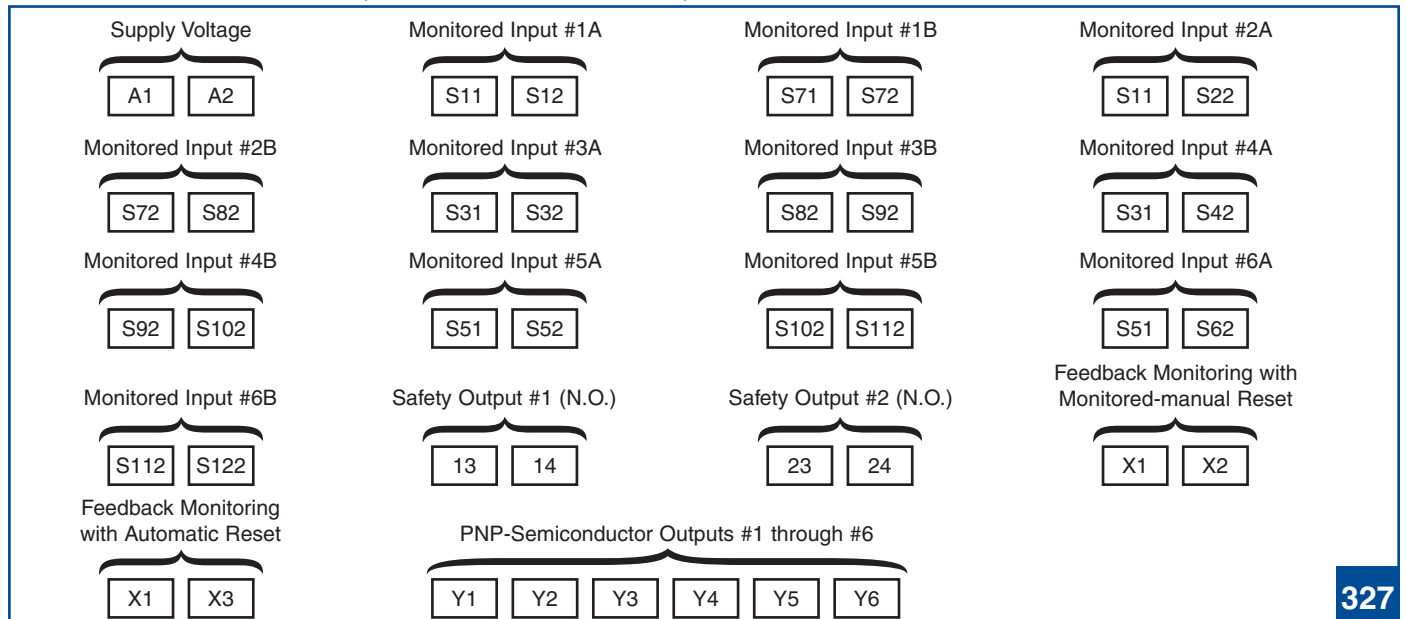 Supply Voltage Monitored Input #1A Monitored Input #1B Monitored Input #2A
A1 A2 S11 S12 S71 S72 S11 S22
Monitored Input #2B Monitored Input #3A Monitored Input #3B Monitored Input #4A
S72 S82 S31 S32 S82 S92 S31 S42
Monitored Input #4B Monitored Input #5A Monitored Input #5B Monitored Input #6A
S92 S102 S51 S52 S102 S112 S51 S62
Feedback Monitoring with
Monitored Input #6B Safety Output #1 (N.O.) Safety Output #2 (N.O.) Monitored-manual Reset
S112 S122 13 14 23 24 X1 X2
Feedback Monitoring
with Automatic Reset PNP-Semiconductor Outputs #1 through #6
X1 X3 Y1 Y2 Y3 Y4 Y5 Y6
327